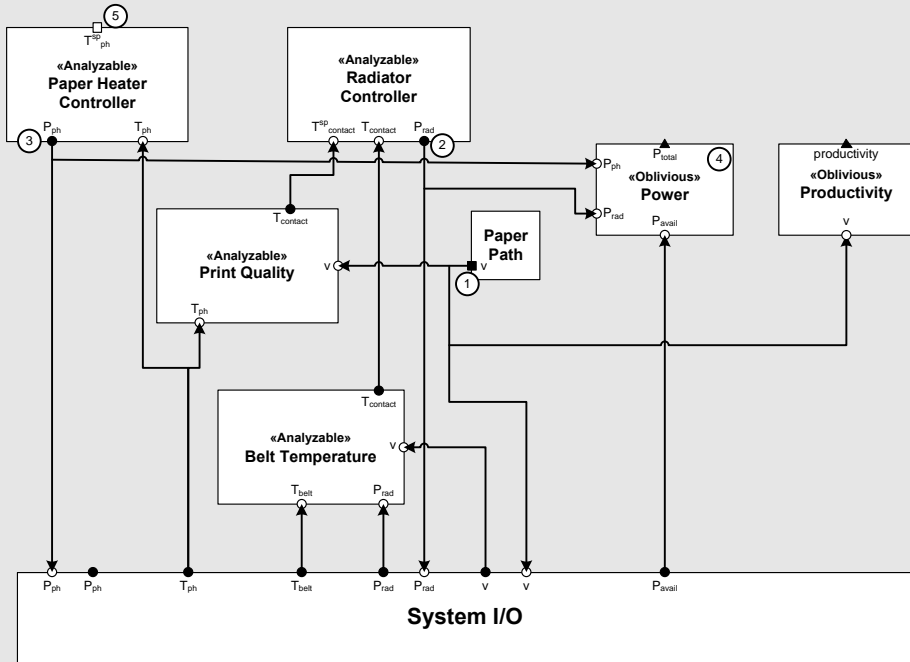 5
T^sp_ph
«Analyzable»
Paper Heater
Controller
P_ph
T_ph
3
«Analyzable»
Radiator
Controller
T^sp_contact
T_contact
P_rad
2
P_total
4
P_ph
«Oblivious»
Power
P_rad
P_avail
productivity
«Oblivious»
Productivity
v
T_contact
«Analyzable»
Print Quality
v
T_ph
Paper
Path
v
1
T_contact
«Analyzable»
Belt Temperature
v
T_belt
P_rad
P_ph
P_ph
T_ph
T_belt
P_rad
P_rad
v
v
P_avail
System I/O